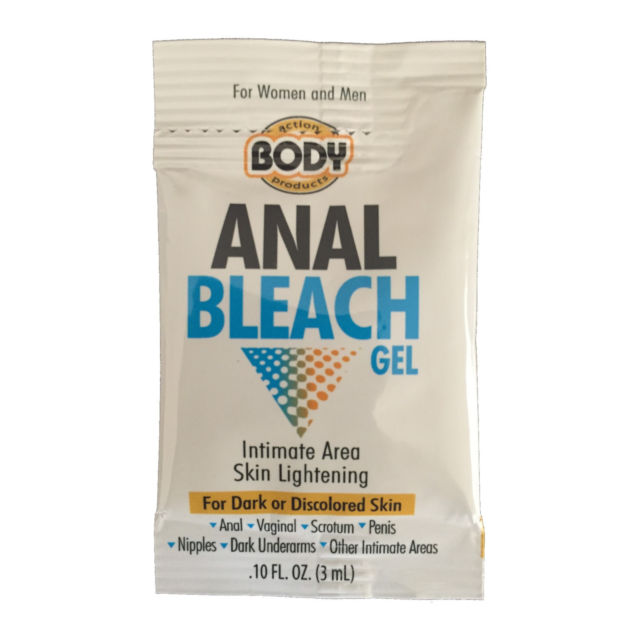 For Women and Men
action
BODY
products
ANAL
BLEACH
GEL
Intimate Area
Skin Lightening
For Dark or Discolored Skin
Anal Vaginal Scrotum Penis
Nipples Dark Underarms Other Intimate Areas
.10 FL. OZ. (3 mL)